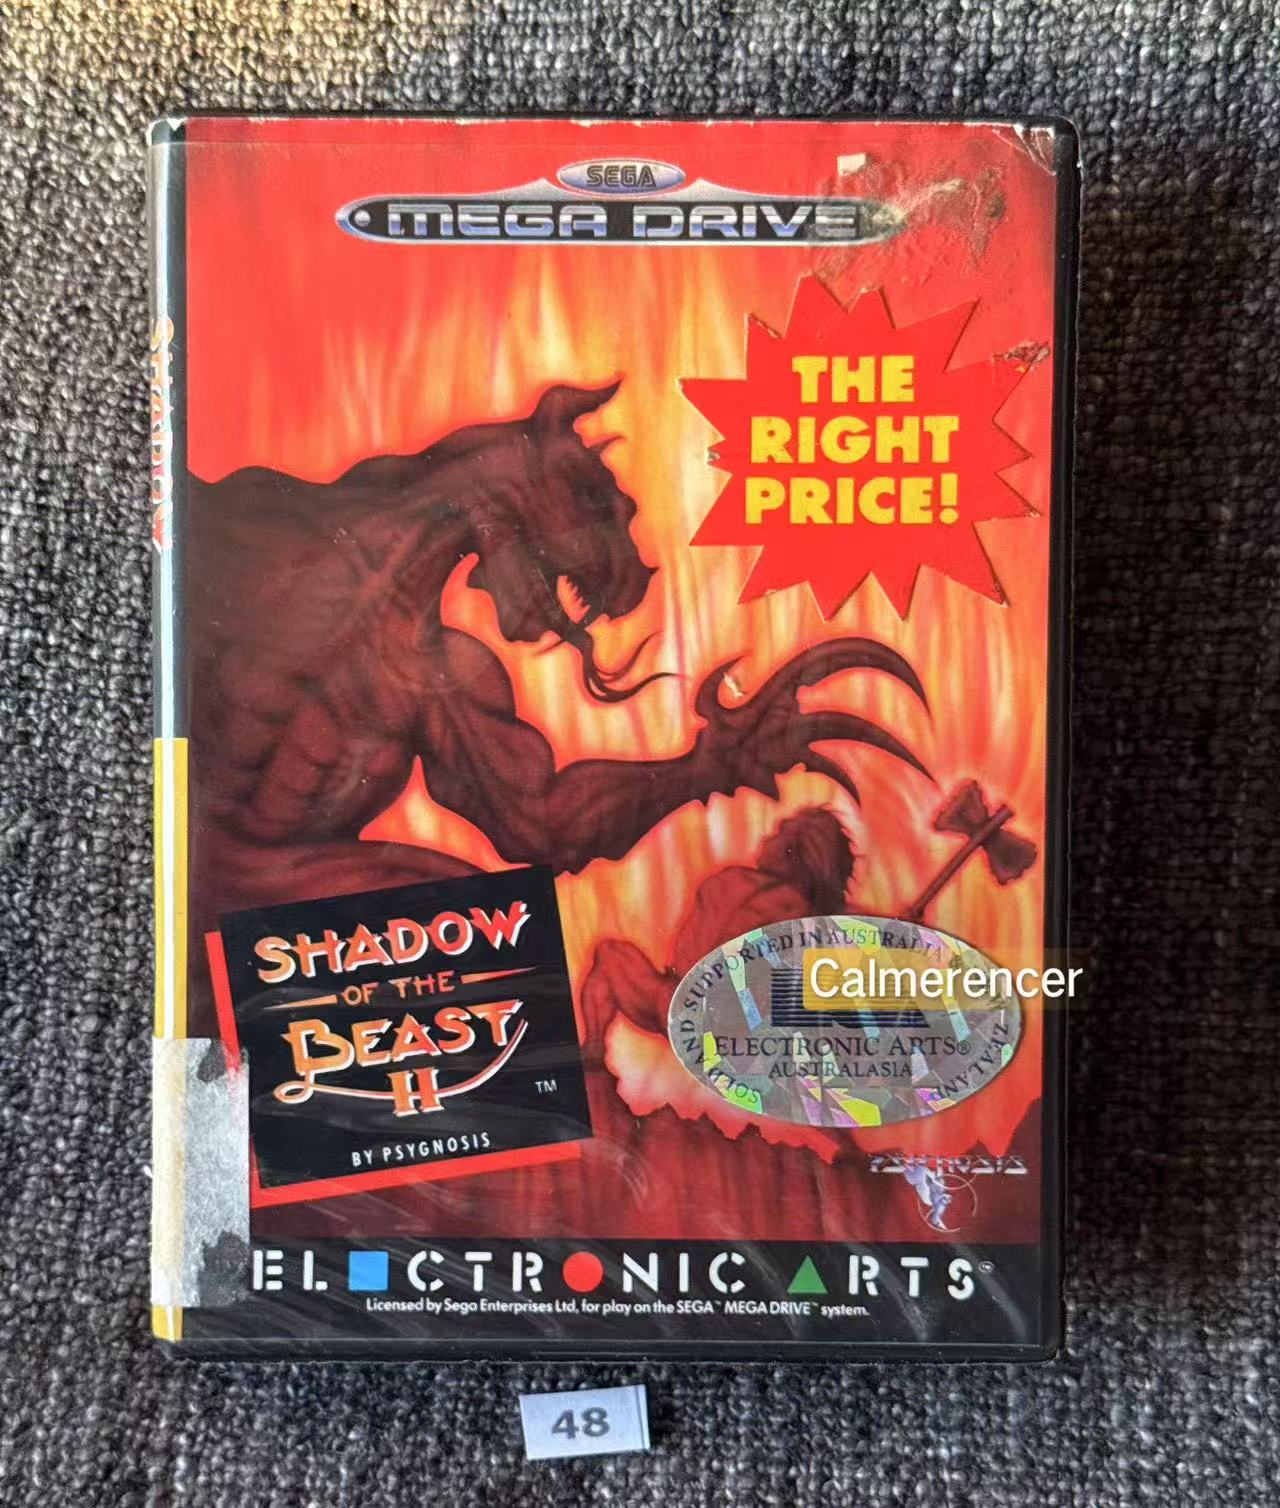 SEGA
MEGA DRIVE
THE
RIGHT
PRICE!
SHADOW
SHADOW
OF THE
BEAST
II
TM
BY PSYGNOSIS
SOLD AND SUPPORTED IN AUSTRALIA
ZEALAND
Calmerencer
ELECTRONIC ARTS®
AUSTRALASIA
PSYGNOSIS
ELECTRONIC ARTS™
Licensed by Sega Enterprises Ltd, for play on the SEGA™ MEGA DRIVE™ system.
48